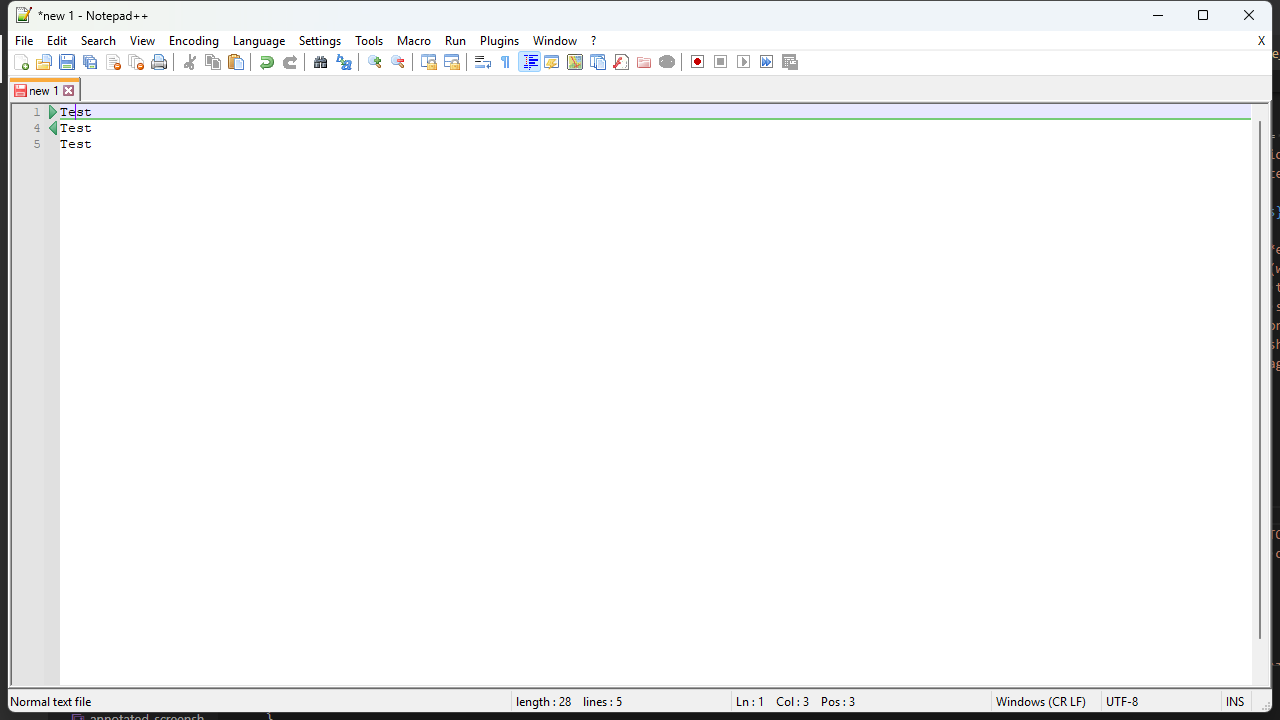 *new 1 - Notepad++
File Edit Search View Encoding Language Settings Tools Macro Run Plugins Window ? X
new 1
1 Test
4 Test
5 Test
Normal text file length : 28 lines : 5 Ln : 1 Col : 3 Pos : 3 Windows (CR LF) UTF-8 INS
annotated_screensh }